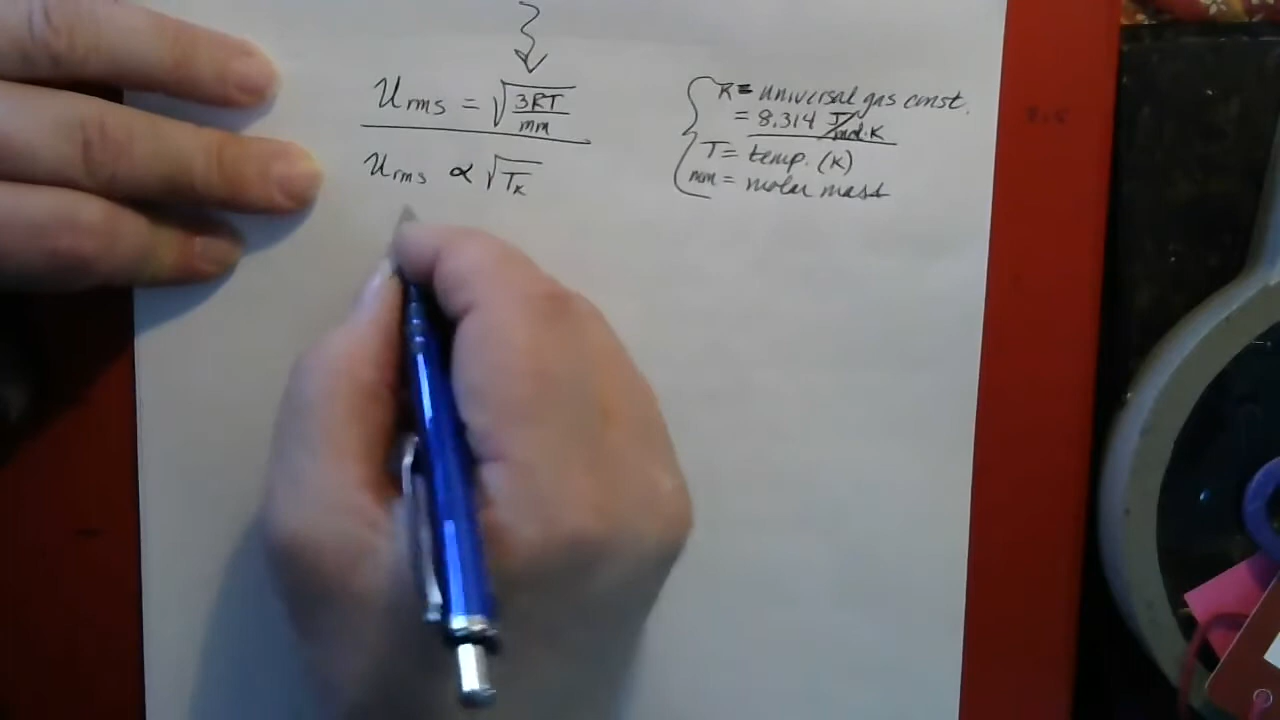 Urms = √3RT/mm
Urms ∝ √TK
R = universal gas const.
= 8.314 J/mol·K
T = temp. (K)
mm = molar mass